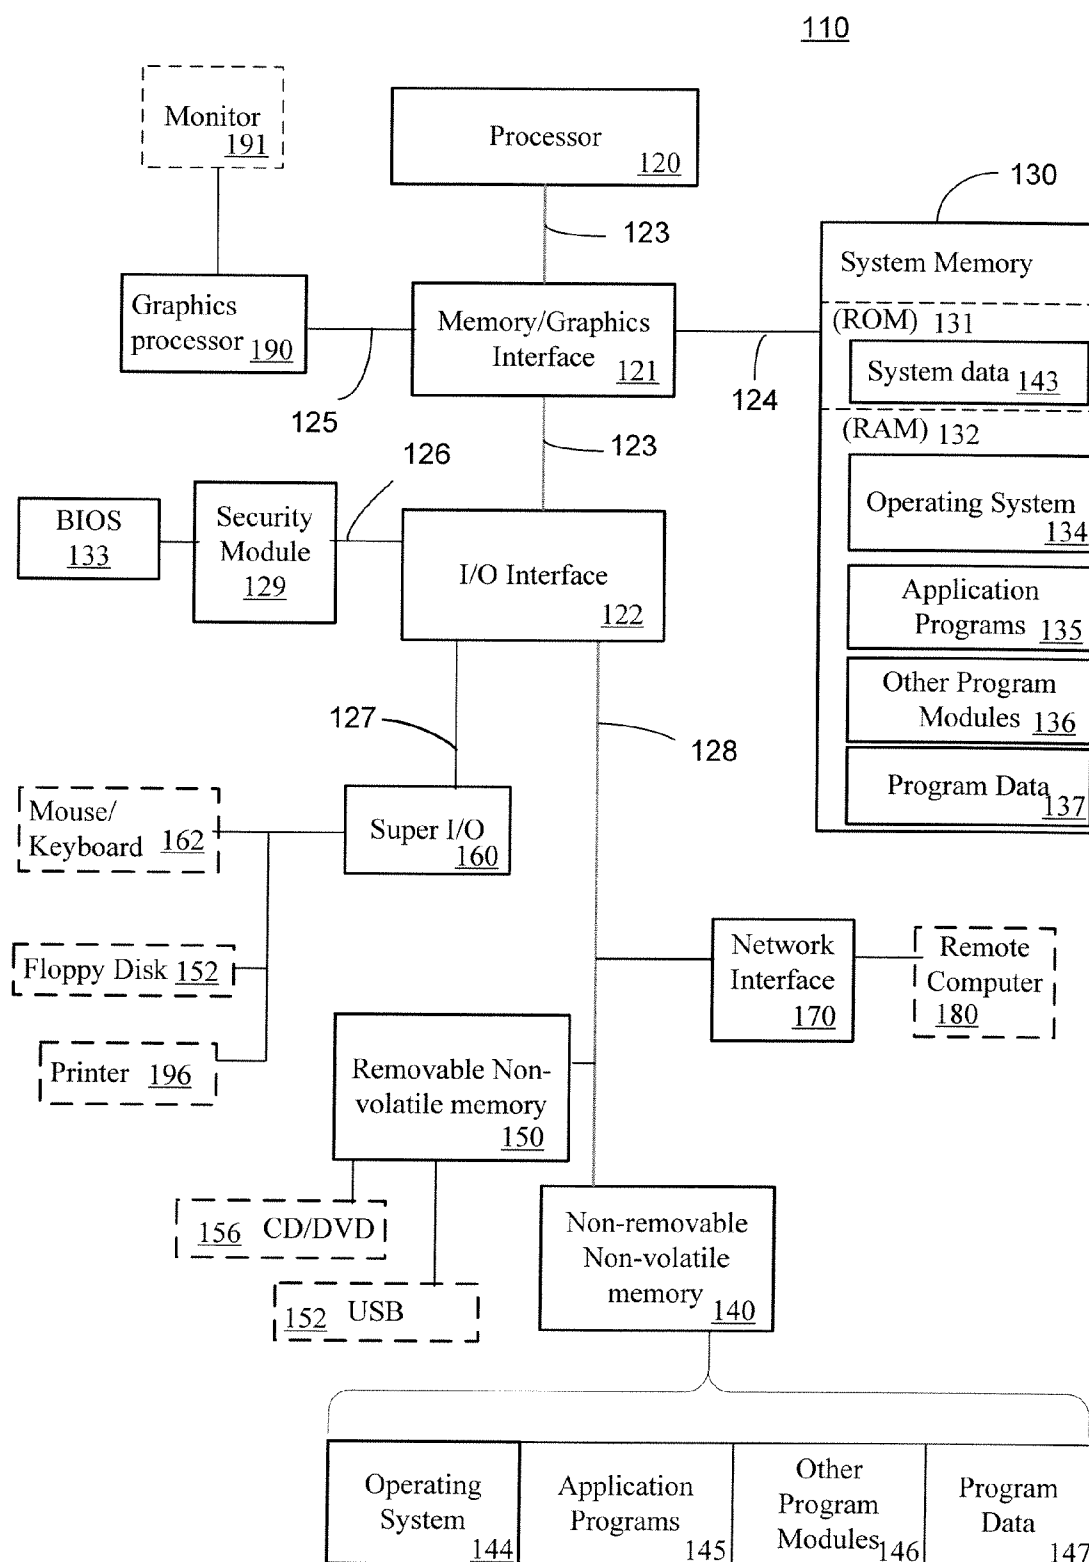 110
Monitor
191
Processor
120
123
130
System Memory
(ROM) 131
System data 143
Graphics
processor 190
Memory/Graphics
Interface
121
125
124
123
(RAM) 132
Operating System
134
126
BIOS
133
Security
Module
129
I/O Interface
122
Application
Programs 135
Other Program
Modules 136
Program Data
137
127
128
Mouse/
Keyboard 162
Super I/O
160
Floppy Disk 152
Network
Interface
170
Remote
Computer
180
Printer 196
Removable Non-
volatile memory
150
156 CD/DVD
152 USB
Non-removable
Non-volatile
memory 140
Operating
System
144
Application
Programs
145
Other
Program
Modules 146
Program
Data
147